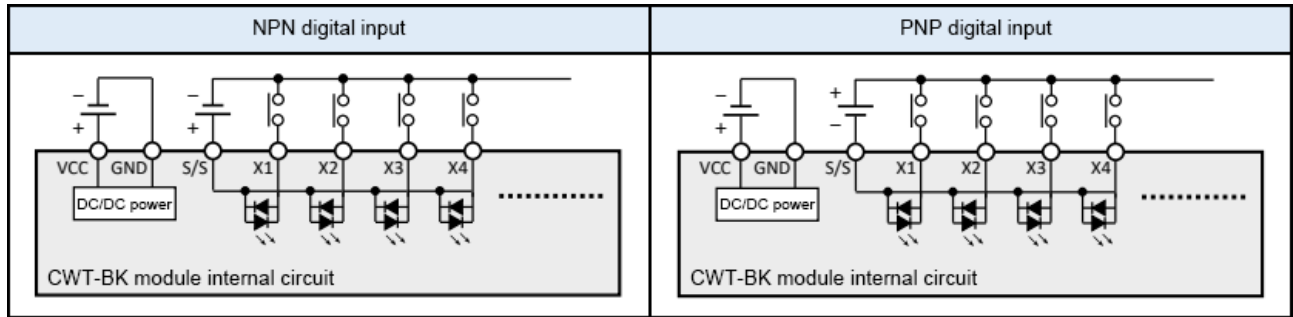 NPN digital input
PNP digital input
− − 
+ +
VCC GND S/S X1 X2 X3 X4
DC/DC power
CWT-BK module internal circuit
− +
+ −
VCC GND S/S X1 X2 X3 X4
DC/DC power
CWT-BK module internal circuit